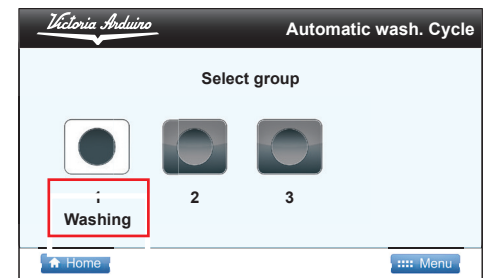 Victoria Arduino
Automatic wash. Cycle
Select group
2 3
Washing
Home Menu